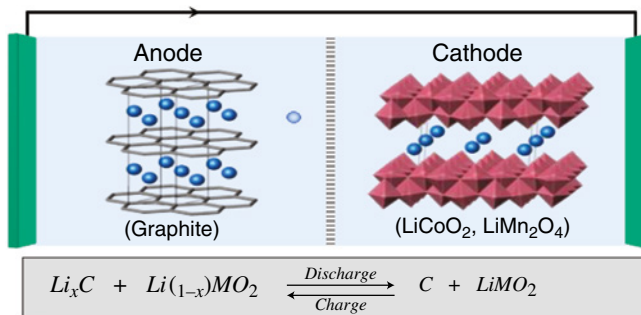 Anode Cathode
(Graphite) (LiCoO₂, LiMn₂O₄)
Discharge
LiₓC + Li(₁₋ₓ)MO₂ ⇌ C + LiMO₂
Charge